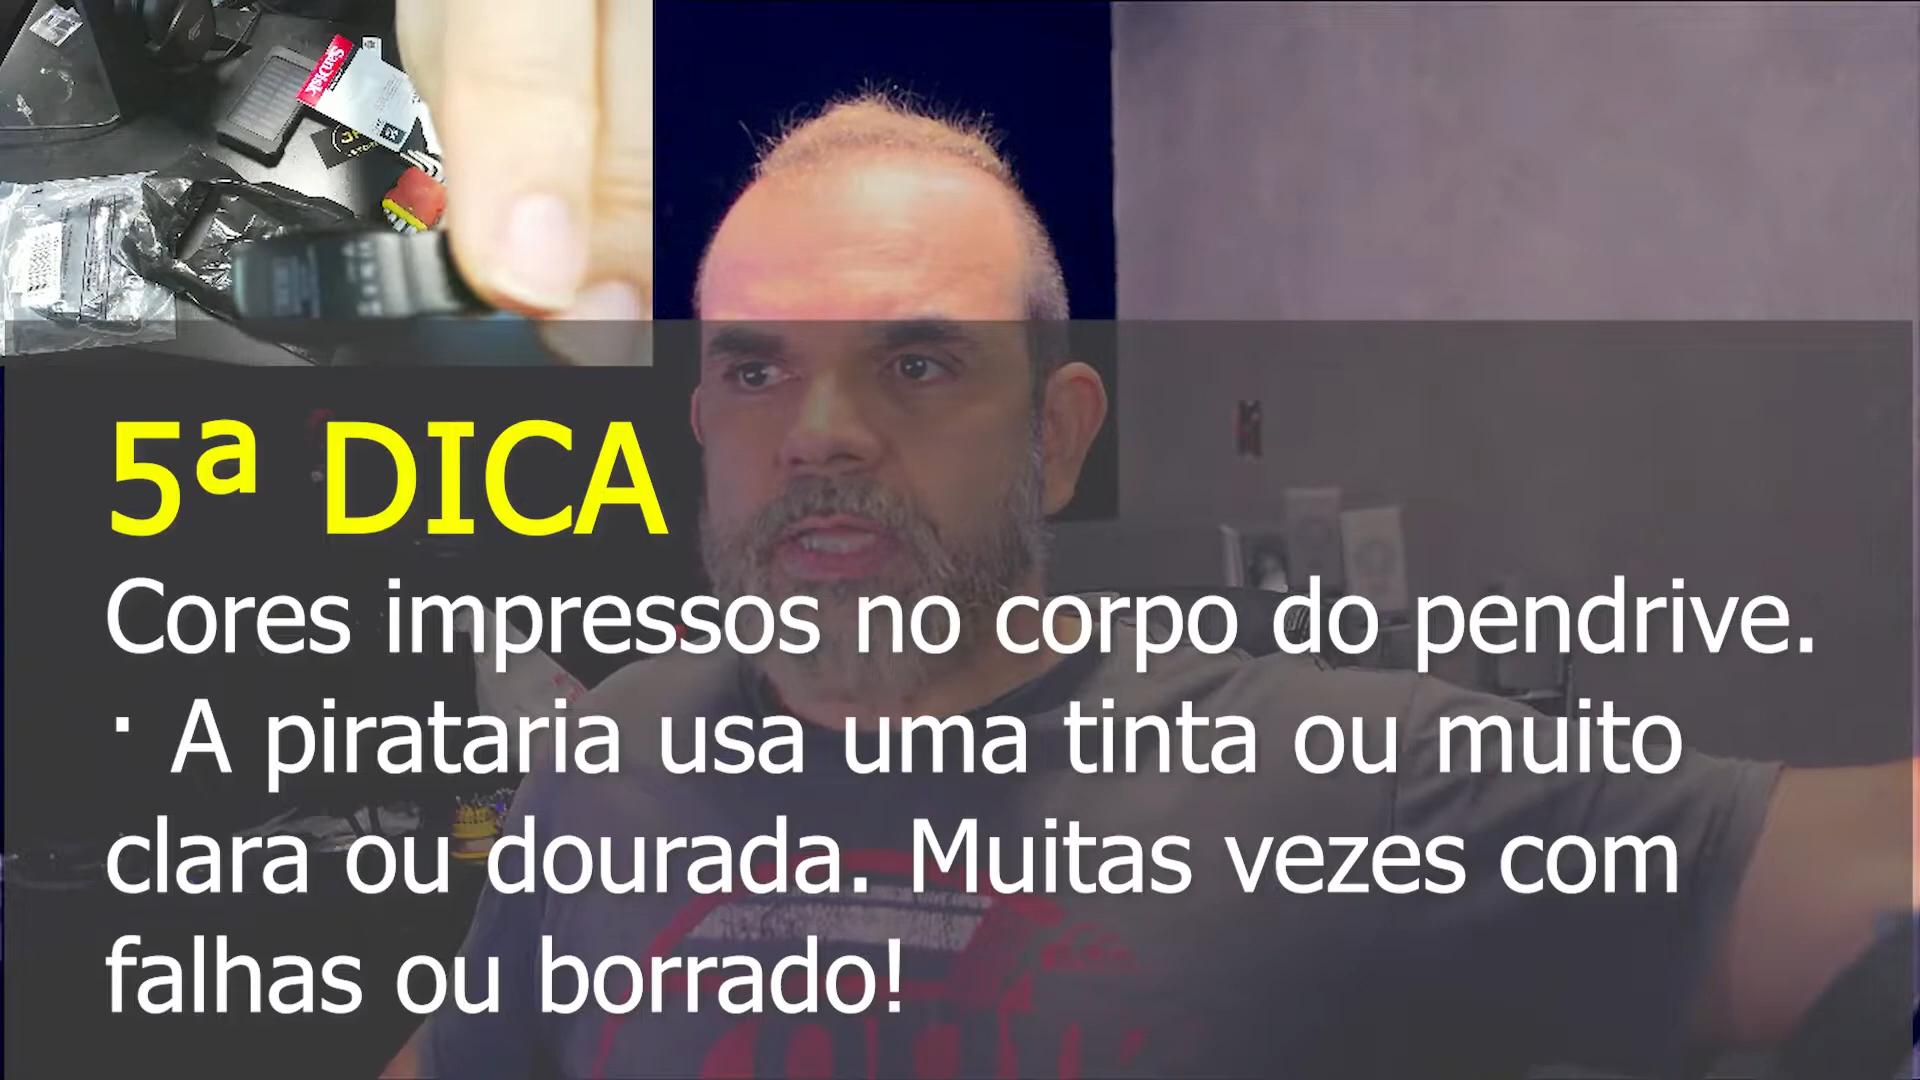 SanDisk
5ª DICA
Cores impressos no corpo do pendrive.
· A pirataria usa uma tinta ou muito
clara ou dourada. Muitas vezes com
falhas ou borrado!